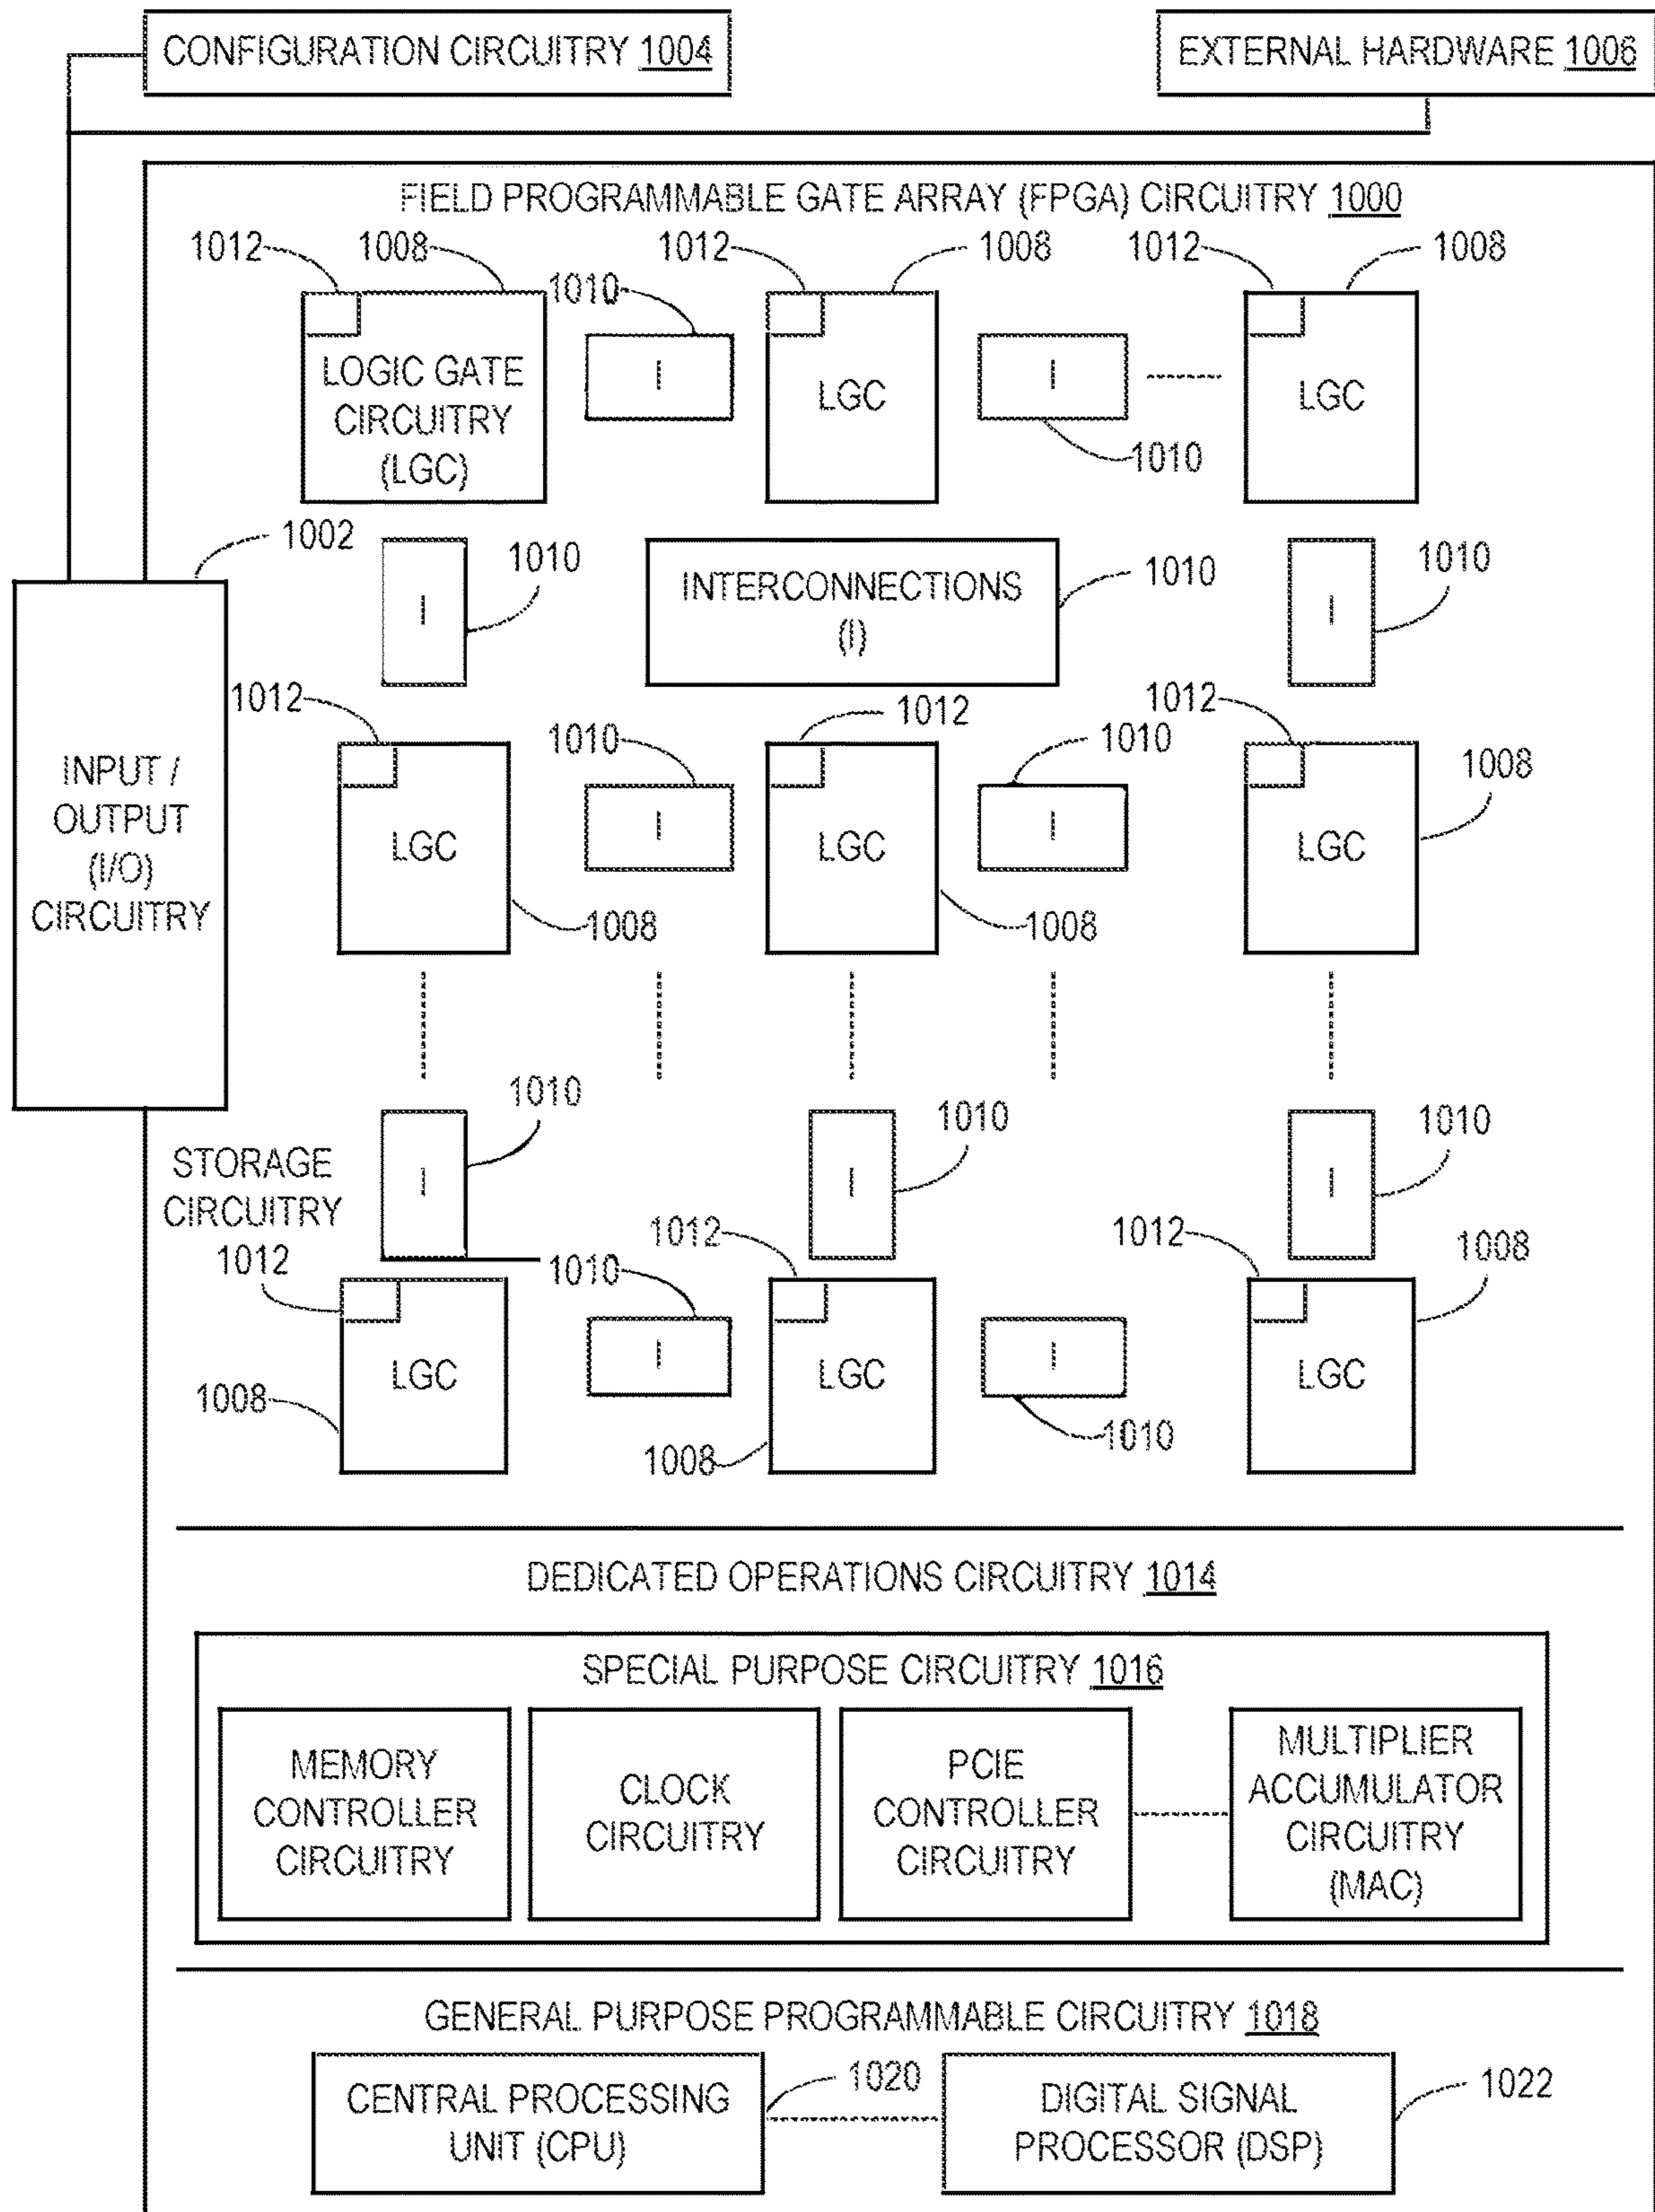 CONFIGURATION CIRCUITRY 1004
EXTERNAL HARDWARE 1006
FIELD PROGRAMMABLE GATE ARRAY (FPGA) CIRCUITRY 1000
1012
1008
1012
1008
1012
1008
1010
LOGIC GATE
CIRCUITRY
(LGC)
I
LGC
I
LGC
1010
1002
1010
1010
1010
I
INTERCONNECTIONS
(I)
I
1012
1012
1012
1010
1010
1008
INPUT /
OUTPUT
(I/O)
CIRCUITRY
LGC
I
LGC
I
LGC
1008
1008
1010
1010
1010
STORAGE
CIRCUITRY
1012
I
I
I
1012
1012
1008
1010
LGC
I
LGC
I
LGC
1008
1008
1010
DEDICATED OPERATIONS CIRCUITRY 1014
SPECIAL PURPOSE CIRCUITRY 1016
MEMORY
CONTROLLER
CIRCUITRY
CLOCK
CIRCUITRY
PCIE
CONTROLLER
CIRCUITRY
MULTIPLIER
ACCUMULATOR
CIRCUITRY
(MAC)
GENERAL PURPOSE PROGRAMMABLE CIRCUITRY 1018
CENTRAL PROCESSING
UNIT (CPU)
1020
DIGITAL SIGNAL
PROCESSOR (DSP)
1022